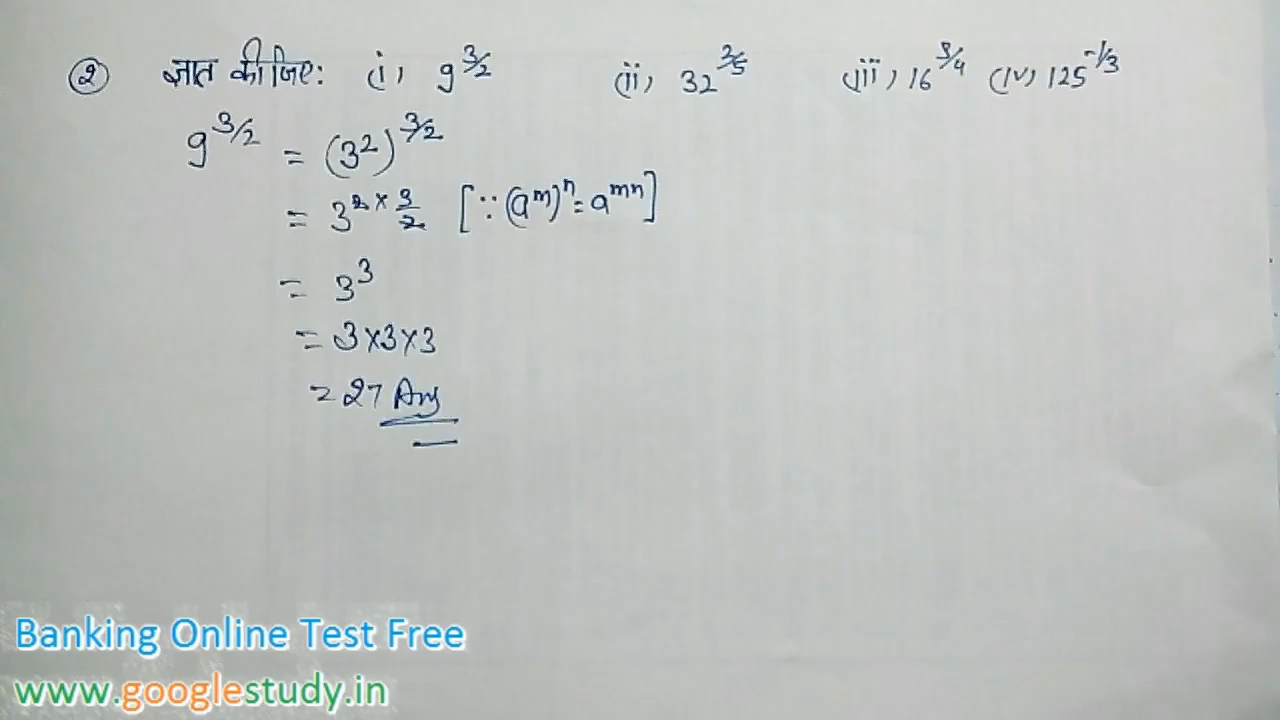 ② ज्ञात कीजिए: (i) 9^3/2 (ii) 32^2/5 (iii) 16^3/4 (iv) 125^-1/3
9^3/2 = (3^2)^3/2
= 3^2×3/2 [∵ (a^m)^n = a^mn]
= 3^3
= 3×3×3
= 27 Ans
Banking Online Test Free
www.googlestudy.in